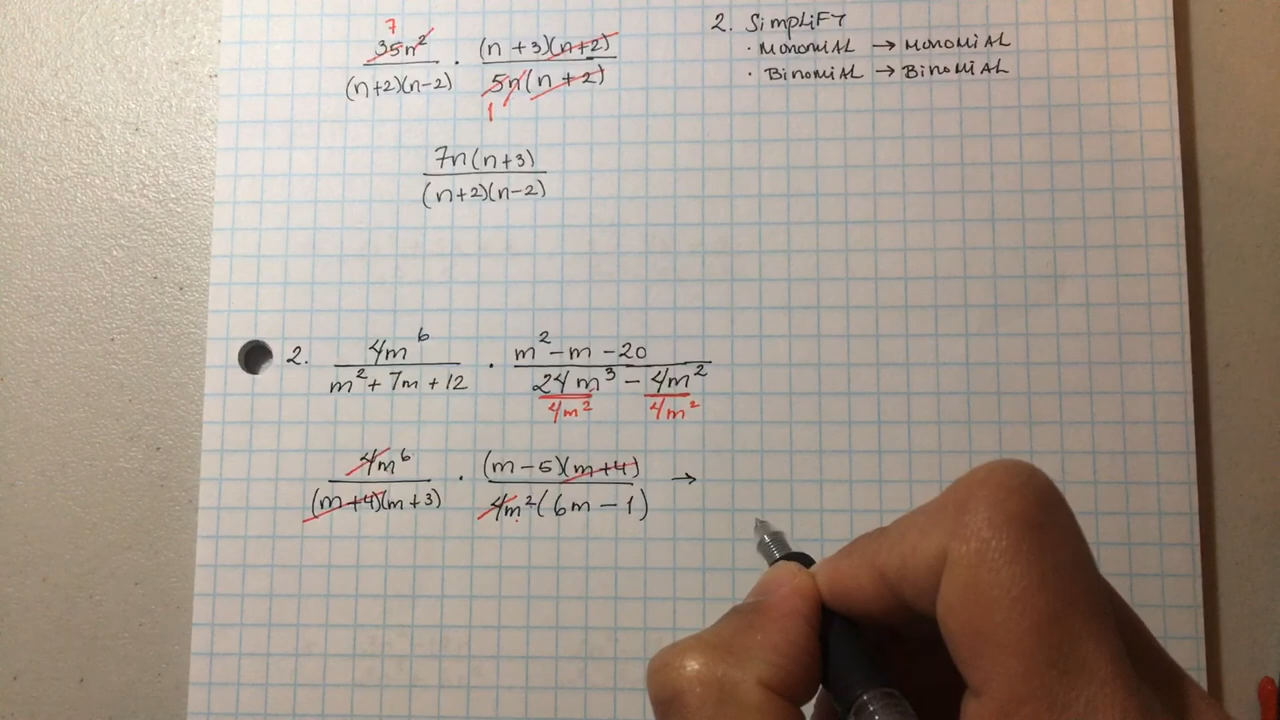 7
35n² / (n+2)(n-2) · (n+3)(n+2) / 5n(n+2)
1
7n(n+3) / (n+2)(n-2)
2. SimpLiFY
· MONOMiAL → MONOMiAL
· BiNOMiAL → BiNOMiAL
2. 4m⁶ / m²+7m+12 · m²-m-20 / 24m³-4m²
4m² 4m²
4m⁶ / (m+4)(m+3) · (m-5)(m+4) / 4m²(6m-1) →